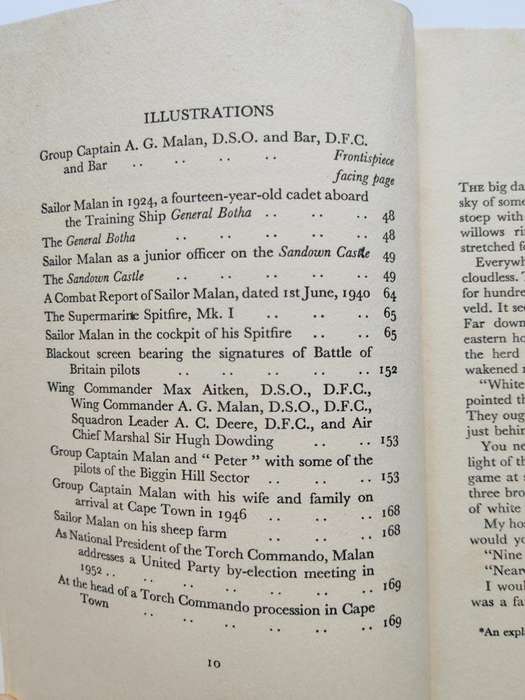 ILLUSTRATIONS
Group Captain A. G. Malan, D.S.O. and Bar, D.F.C.
and Bar .. .. .. .. Frontispiece
facing page
Sailor Malan in 1924, a fourteen-year-old cadet aboard
the Training Ship General Botha .. .. .. 48
The General Botha .. .. .. .. 48
Sailor Malan as a junior officer on the Sandown Castle 49
The Sandown Castle .. .. .. .. 49
A Combat Report of Sailor Malan, dated 1st June, 1940 64
The Supermarine Spitfire, Mk. I .. .. .. 65
Sailor Malan in the cockpit of his Spitfire .. .. 65
Blackout screen bearing the signatures of Battle of
Britain pilots .. .. .. .. 152
Wing Commander Max Aitken, D.S.O., D.F.C.,
Wing Commander A. G. Malan, D.S.O., D.F.C.,
Squadron Leader A. C. Deere, D.F.C., and Air
Chief Marshal Sir Hugh Dowding .. .. 153
Group Captain Malan and " Peter " with some of the
pilots of the Biggin Hill Sector .. .. 153
Group Captain Malan with his wife and family on
arrival at Cape Town in 1946 .. .. .. 168
Sailor Malan on his sheep farm .. .. .. 168
As National President of the Torch Commando, Malan
addresses a United Party by-election meeting in
1952 .. .. .. .. .. .. 169
At the head of a Torch Commando procession in Cape
Town .. .. .. .. .. 169
10
THE big da
sky of some
stoep with
willows ri
stretched fo
Everywh
cloudless. T
for hundre
veld. It see
Far down
eastern ho
the herd
wakened
"White
pointed th
They oug
just behin
You ne
light of th
game at
three bro
of white
My ho
would yo
"Nine
"Near
I would
was a fa
*An expl